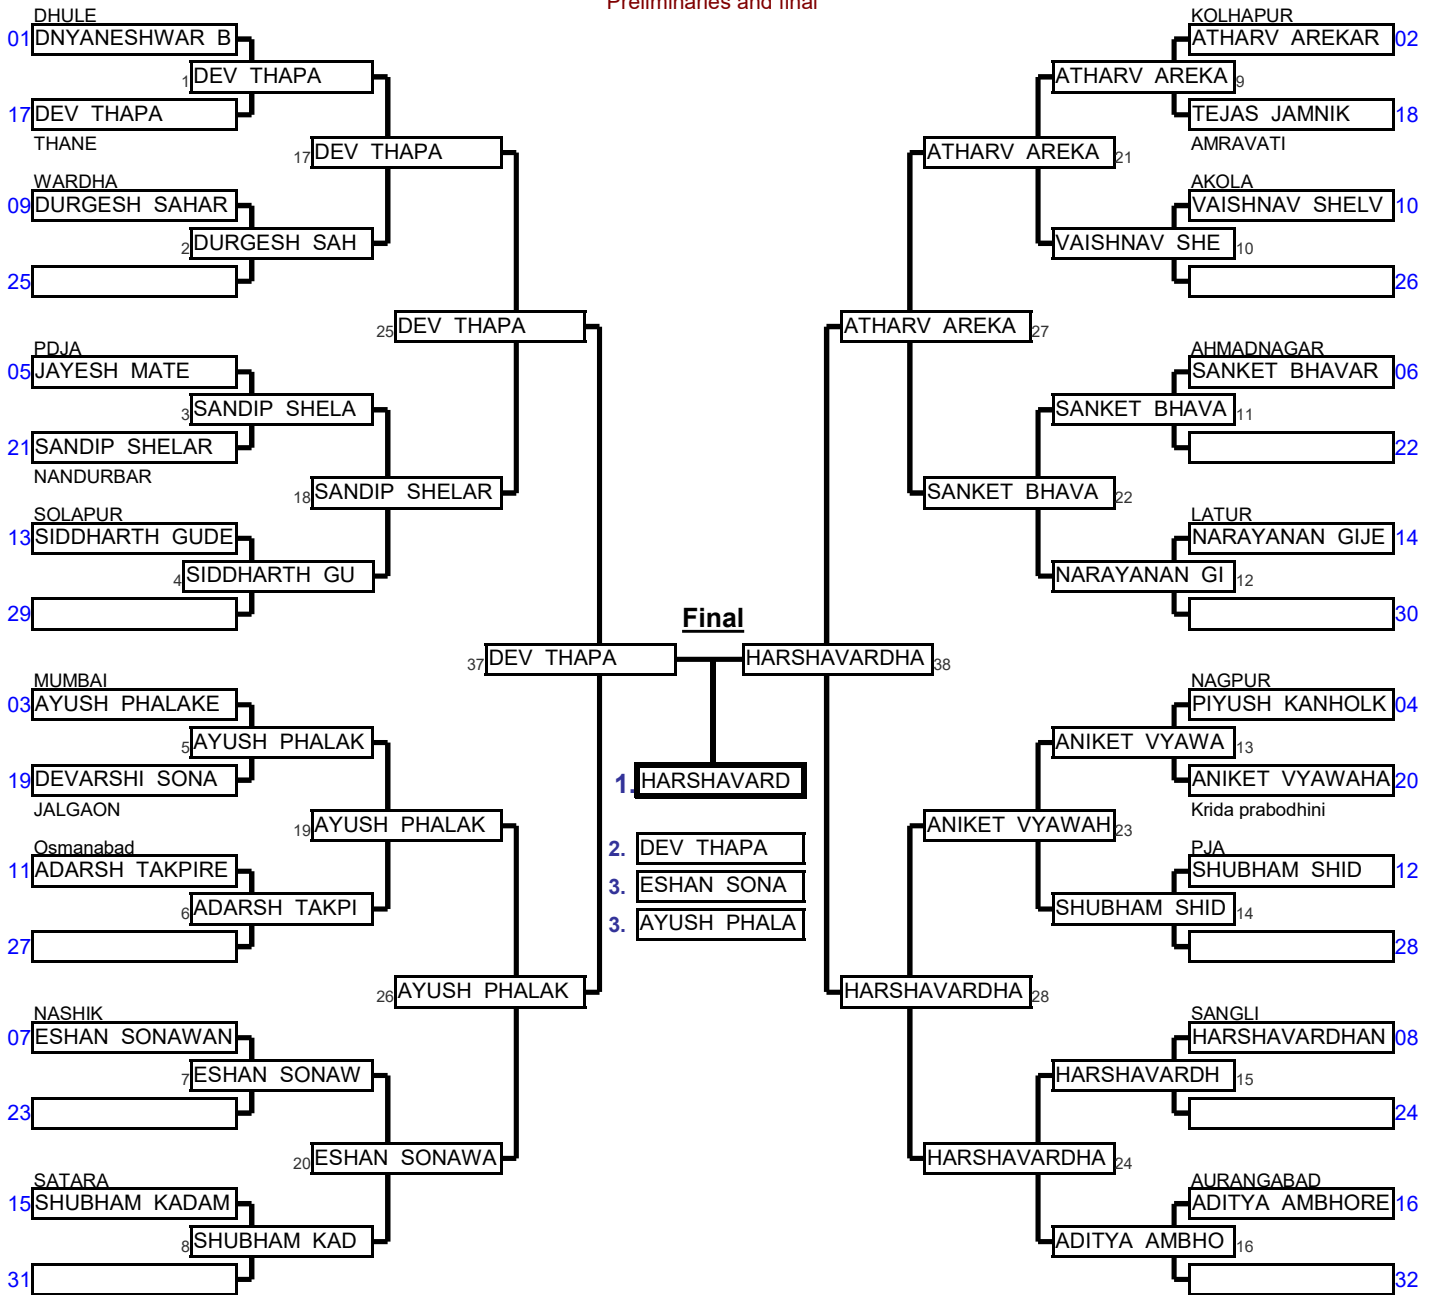 Preliminaries and final
DHULE
01 DNYANESHWAR B
1 DEV THAPA
17 DEV THAPA
THANE
17 DEV THAPA
WARDHA
09 DURGESH SAHAR
2 DURGESH SAH
25
25 DEV THAPA
PDJA
05 JAYESH MATE
3 SANDIP SHELA
21 SANDIP SHELAR
NANDURBAR
18 SANDIP SHELAR
SOLAPUR
13 SIDDHARTH GUDE
4 SIDDHARTH GU
29
37 DEV THAPA
MUMBAI
03 AYUSH PHALAKE
5 AYUSH PHALAK
19 DEVARSHI SONA
JALGAON
19 AYUSH PHALAK
Osmanabad
11 ADARSH TAKPIRE
6 ADARSH TAKPI
27
26 AYUSH PHALAK
NASHIK
07 ESHAN SONAWAN
7 ESHAN SONAW
23
20 ESHAN SONAWA
SATARA
15 SHUBHAM KADAM
8 SHUBHAM KAD
31
Final
1. HARSHAVARD
2. DEV THAPA
3. ESHAN SONA
3. AYUSH PHALA
KOLHAPUR
ATHARV AREKAR 02
ATHARV AREKA 9
TEJAS JAMNIK 18
AMRAVATI
ATHARV AREKA 21
AKOLA
VAISHNAV SHELV 10
VAISHNAV SHE 10
26
ATHARV AREKA 27
AHMADNAGAR
SANKET BHAVAR 06
SANKET BHAVA 11
22
SANKET BHAVA 22
LATUR
NARAYANAN GIJE 14
NARAYANAN GI 12
30
HARSHAVARDHA 38
NAGPUR
PIYUSH KANHOLK 04
ANIKET VYAWA 13
ANIKET VYAWAHA 20
Krida prabodhini
ANIKET VYAWAH 23
PJA
SHUBHAM SHID 12
SHUBHAM SHID 14
28
HARSHAVARDHA 28
SANGLI
HARSHAVARDHAN 08
HARSHAVARDH 15
24
HARSHAVARDHA 24
AURANGABAD
ADITYA AMBHORE 16
ADITYA AMBHO 16
32